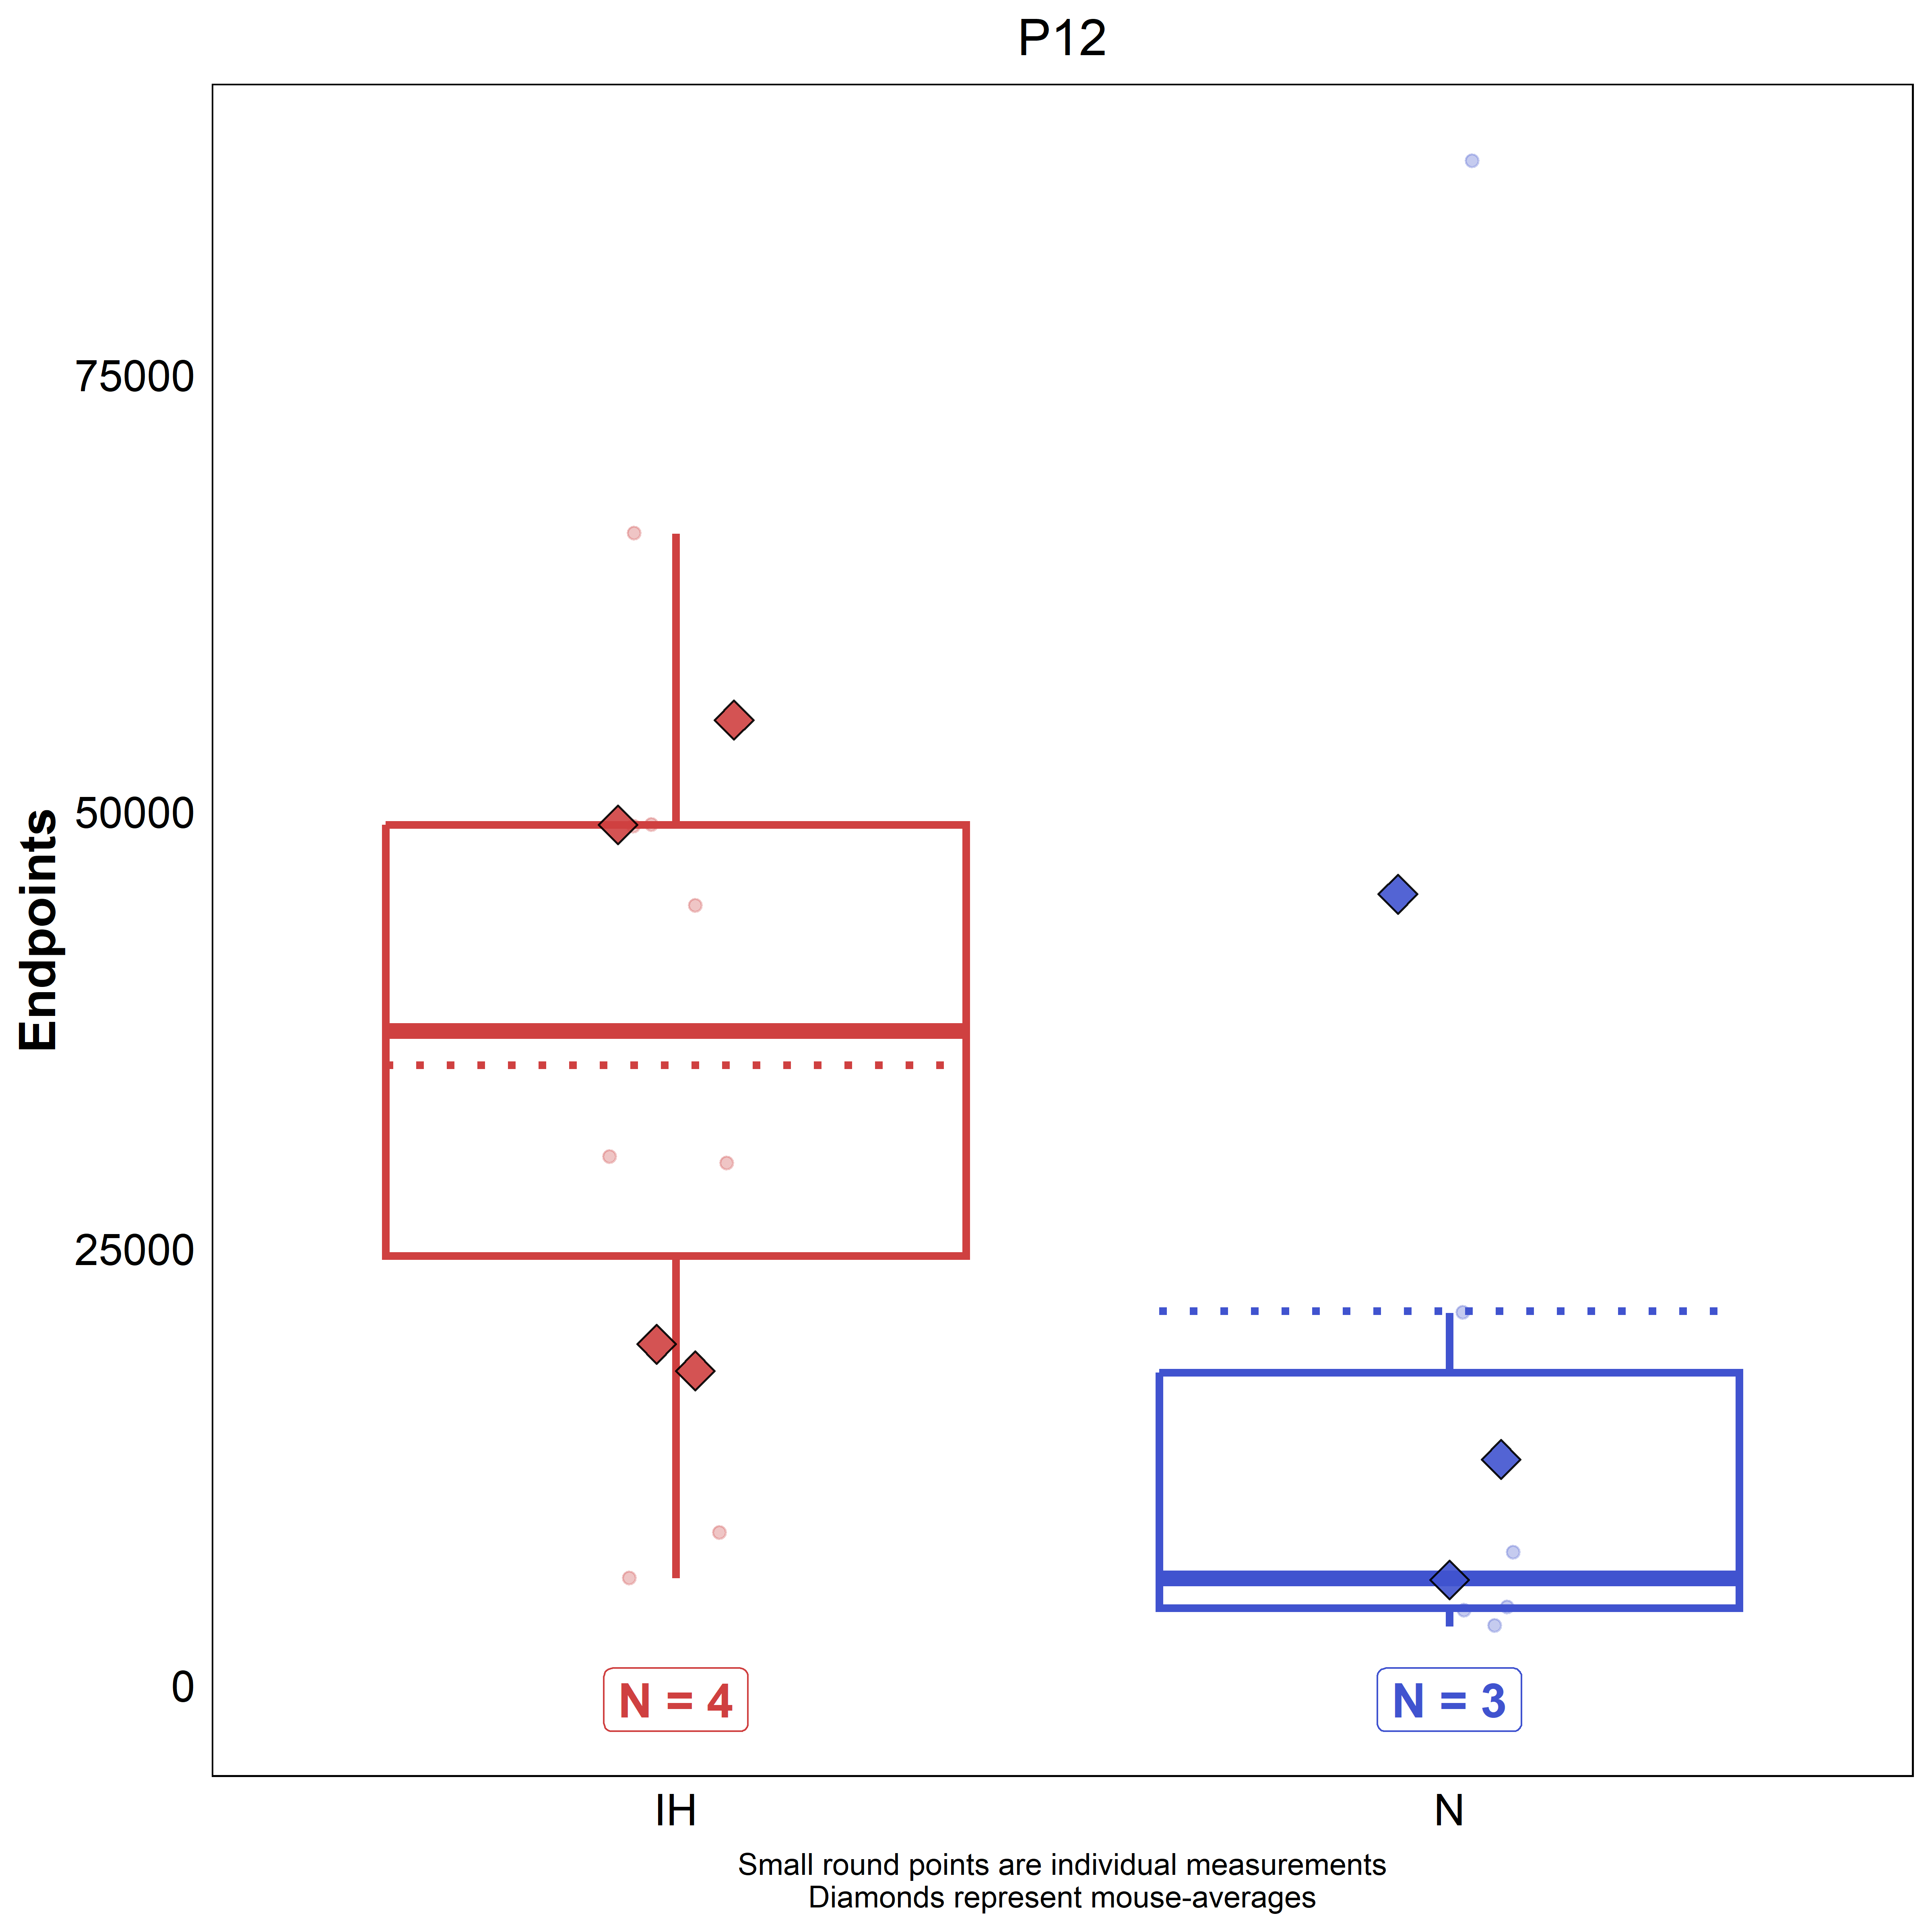 P12
Endpoints
75000
50000
25000
0
N = 4
N = 3
IH
N
Small round points are individual measurements
Diamonds represent mouse-averages